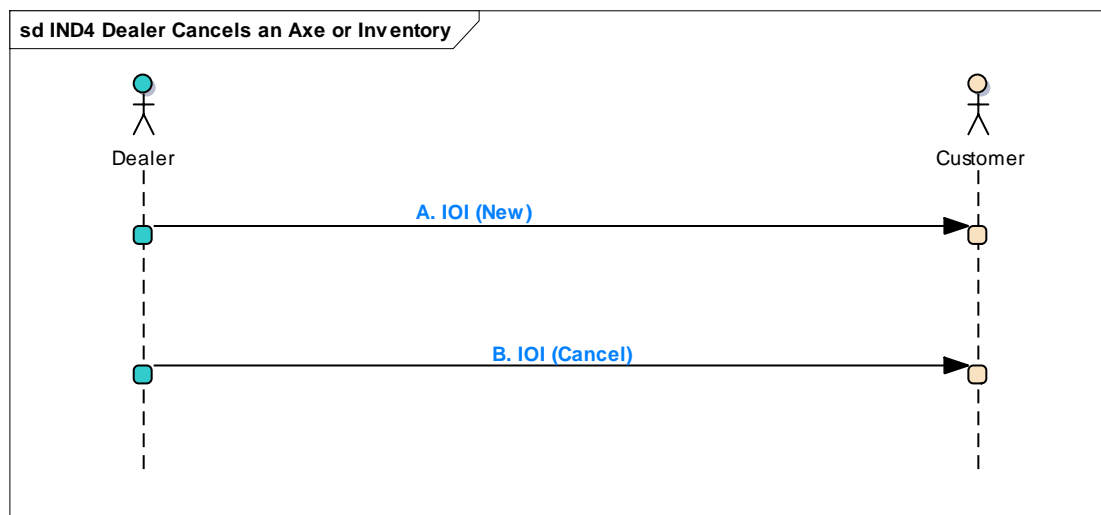 sd IND4 Dealer Cancels an Axe or Inventory
Dealer
Customer
A. IOI (New)
B. IOI (Cancel)